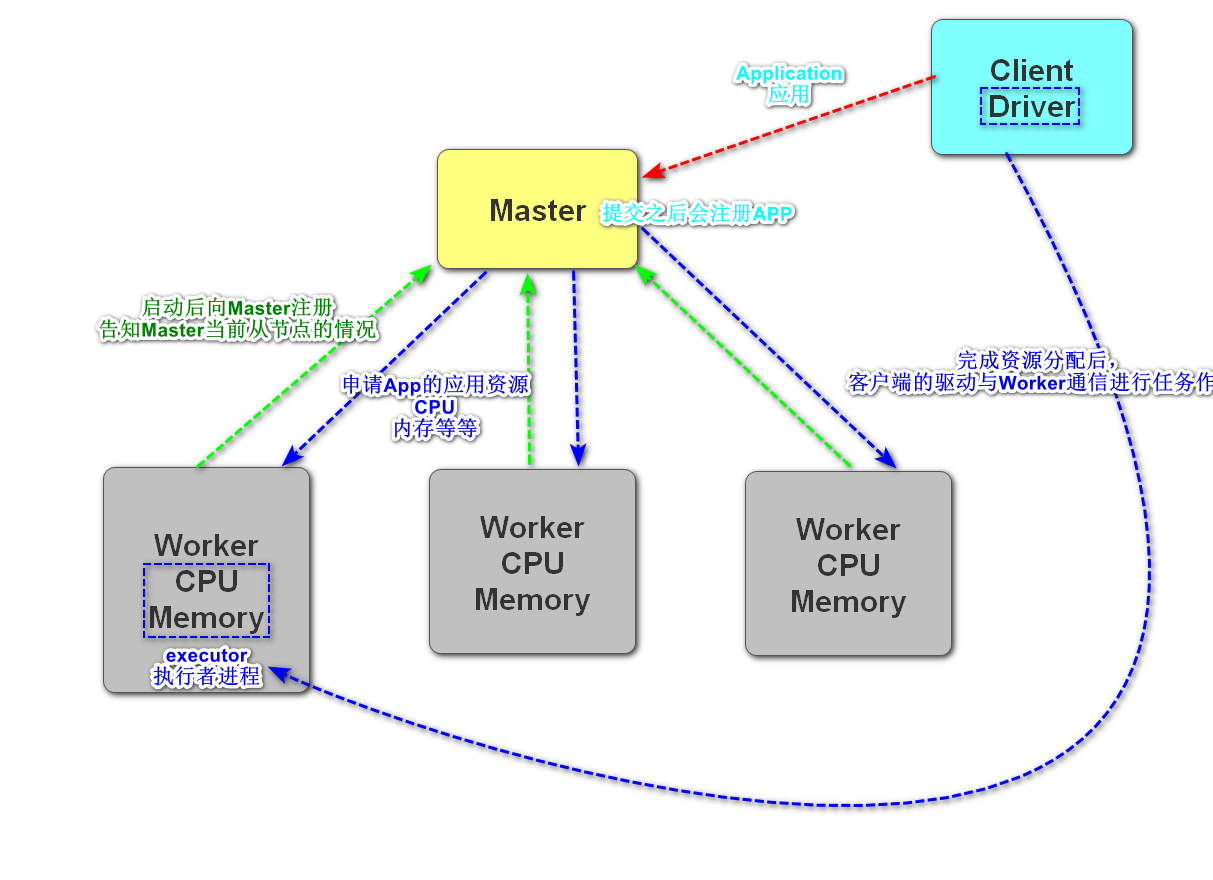 Client
Driver
Application
应用
Master
提交之后会注册APP
启动后向Master注册
告知Master当前从节点的情况
申请App的应用资源
CPU
内存等等
完成资源分配后，
客户端的驱动与Worker通信进行任务作
Worker
CPU
Memory
executor
执行者进程
Worker
CPU
Memory
Worker
CPU
Memory